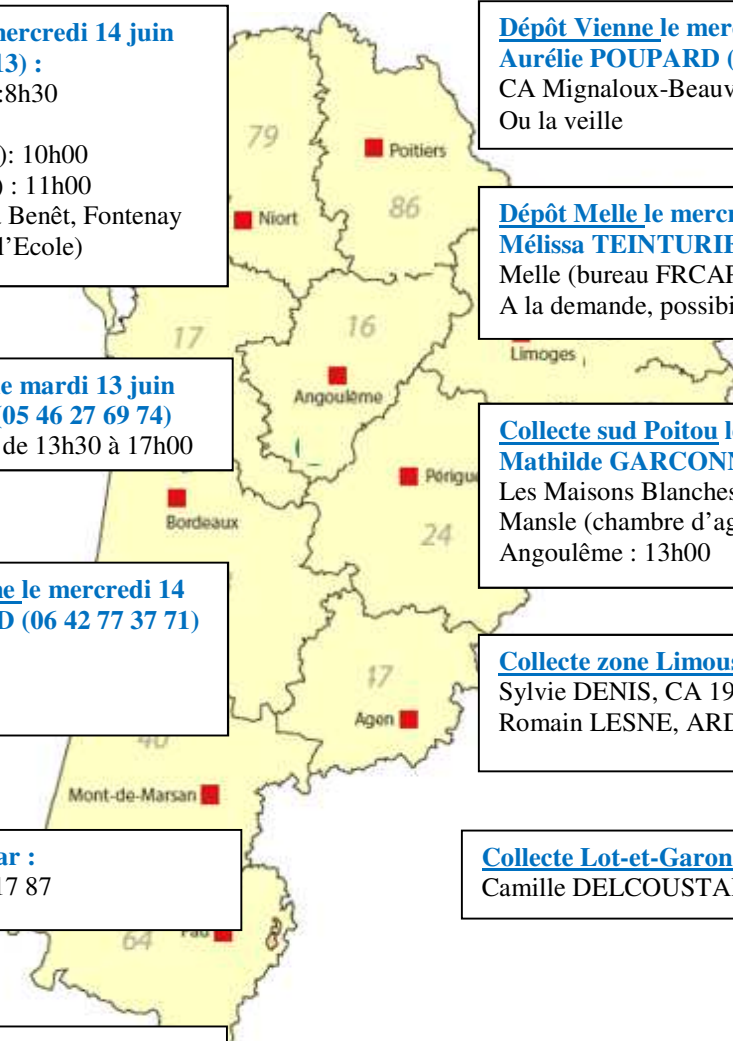 mercredi 14 juin
13) :
:8h30
): 10h00
) : 11h00
Benêt, Fontenay
l’Ecole)
Dépôt Vienne le merc
Aurélie POUPARD (
CA Mignaloux-Beauv
Ou la veille
79
Poitiers
86
Niort
Dépôt Melle le mercr
Mélissa TEINTURIE
Melle (bureau FRCA
A la demande, possibi
17
16
Limoges
Angoulême
le mardi 13 juin
(05 46 27 69 74)
de 13h30 à 17h00
Collecte sud Poitou l
Mathilde GARCONN
Les Maisons Blanches
Mansle (chambre d’ag
Angoulême : 13h00
Périgu
Bordeaux
24
ne le mercredi 14
D (06 42 77 37 71)
Collecte zone Limous
Sylvie DENIS, CA 19
Romain LESNE, ARD
47
Agen
40
Mont-de-Marsan
ar :
17 87
Collecte Lot-et-Garon
Camille DELCOUSTA
64
Pau